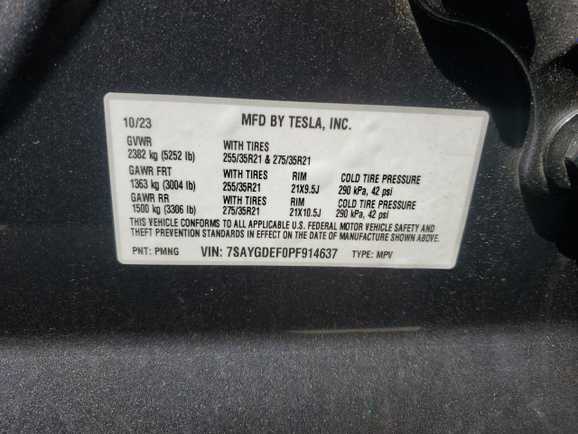 10/23 MFD BY TESLA, INC.
GVWR WITH TIRES
2382 kg (5252 lb) 255/35R21 & 275/35R21
GAWR FRT WITH TIRES RIM COLD TIRE PRESSURE
1363 kg (3004 lb) 255/35R21 21X9.5J 290 kPa, 42 psi
GAWR RR WITH TIRES RIM COLD TIRE PRESSURE
1500 kg (3306 lb) 275/35R21 21X10.5J 290 kPa, 42 psi
THIS VEHICLE CONFORMS TO ALL APPLICABLE U.S. FEDERAL MOTOR VEHICLE SAFETY AND
THEFT PREVENTION STANDARDS IN EFFECT ON THE DATE OF MANUFACTURE SHOWN ABOVE.
PNT: PMNG VIN: 7SAYGDEF0PF914637 TYPE: MPV